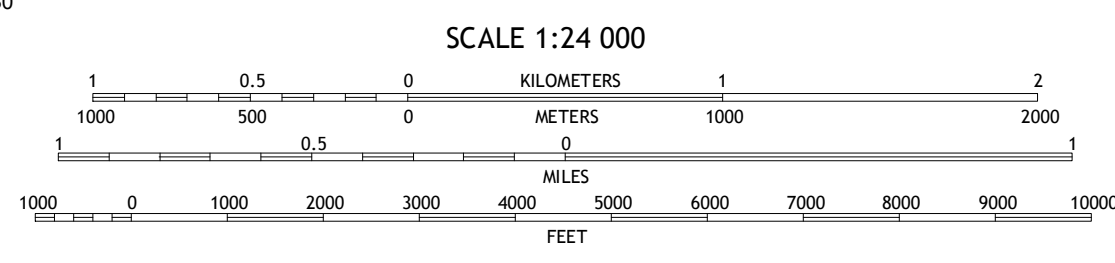 SCALE 1:24 000
1 0.5 0 KILOMETERS 1 2
1000 500 0 METERS 1000 2000
1 0.5 0 1
MILES
1000 0 1000 2000 3000 4000 5000 6000 7000 8000 9000 10000
FEET